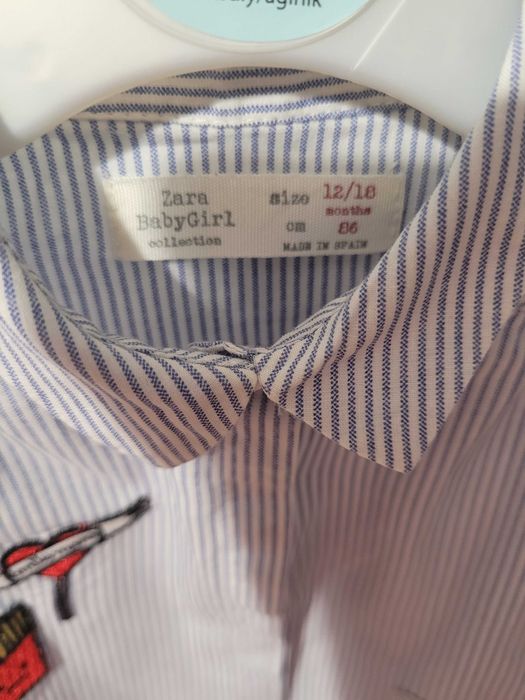 Zara
BabyGirl
collection
size 12/18
months
cm 86
MADE IN SPAIN